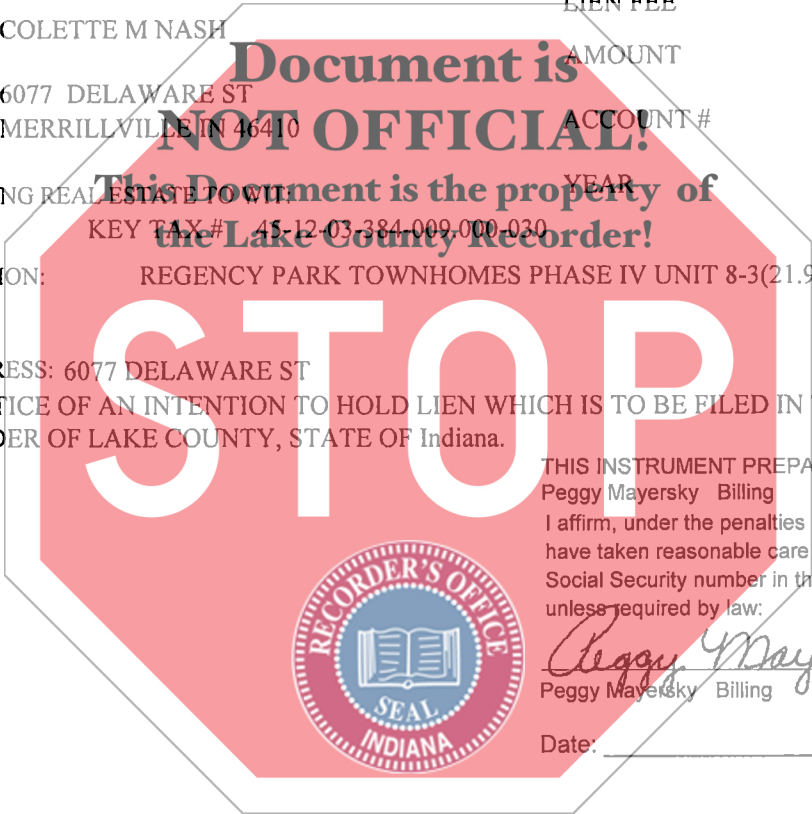 LIEN FEE
COLETTE M NASH
Document is
AMOUNT
6077 DELAWARE ST
NOT OFFICIAL!
MERRILLVILLE IN 46410
ACCOUNT #
This Document is the property of
NG REAL ESTATE TO WIT:
YEAR
KEY TAX # 45-12-03-384-009.000-030
the Lake County Recorder!
ION: REGENCY PARK TOWNHOMES PHASE IV UNIT 8-3(21.9
STOP
RESS: 6077 DELAWARE ST
TICE OF AN INTENTION TO HOLD LIEN WHICH IS TO BE FILED IN
DER OF LAKE COUNTY, STATE OF Indiana.
THIS INSTRUMENT PREPA
Peggy Mayersky Billing
I affirm, under the penalties
have taken reasonable care
Social Security number in th
unless required by law:
Peggy May
Peggy Mayersky Billing
Date:
RECORDER'S OFFICE
SEAL
INDIANA